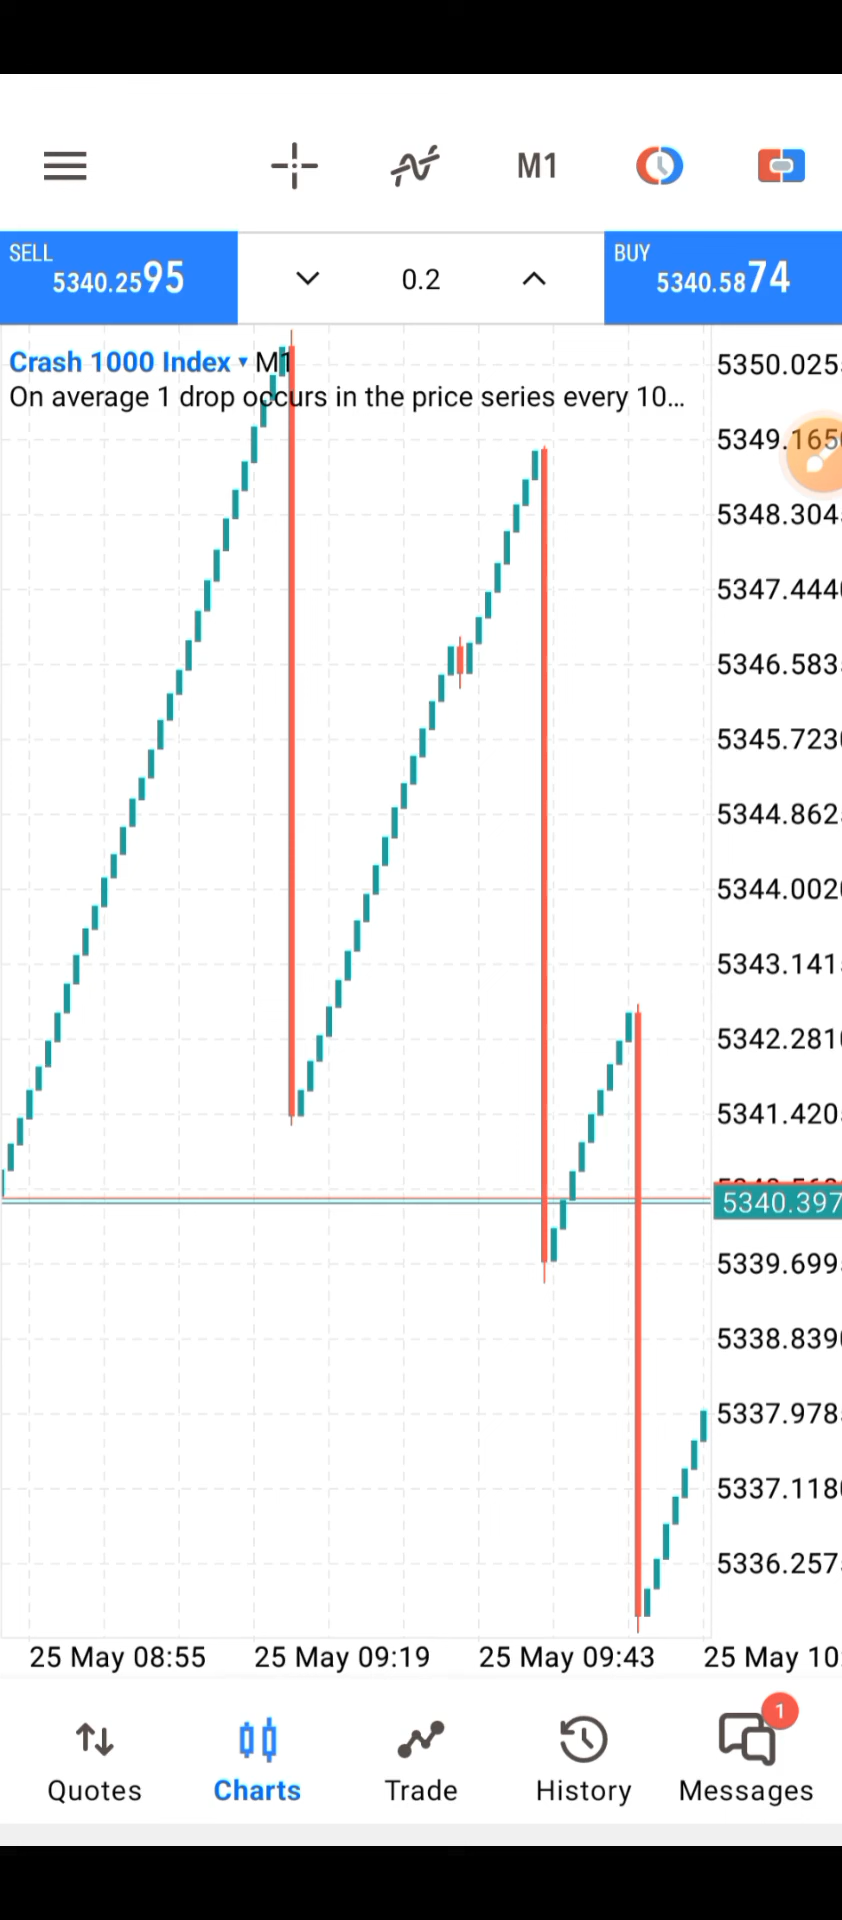 M1
SELL
5340.2595
0.2
BUY
5340.5874
Crash 1000 Index ▾ M1
On average 1 drop occurs in the price series every 10...
5350.025
5349.165
5348.304
5347.444
5346.583
5345.723
5344.862
5344.002
5343.141
5342.281
5341.420
5340.397
5339.699
5338.839
5337.978
5337.118
5336.257
25 May 08:55
25 May 09:19
25 May 09:43
25 May 10
1
Quotes
Charts
Trade
History
Messages